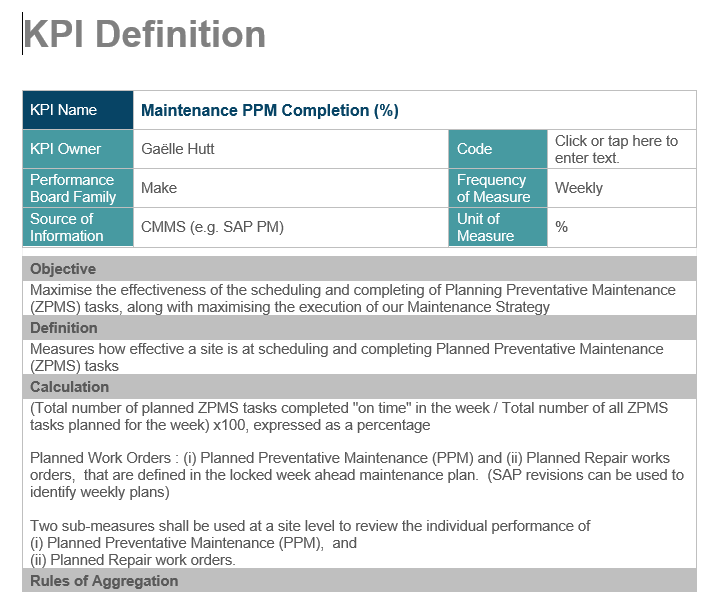 KPI Definition
KPI Name
Maintenance PPM Completion (%)
KPI Owner
Gaëlle Hutt
Code
Click or tap here to
enter text.
Performance
Board Family
Make
Frequency
of Measure
Weekly
Source of
Information
CMMS (e.g. SAP PM)
Unit of
Measure
%
Objective
Maximise the effectiveness of the scheduling and completing of Planning Preventative Maintenance
(ZPMS) tasks, along with maximising the execution of our Maintenance Strategy
Definition
Measures how effective a site is at scheduling and completing Planned Preventative Maintenance
(ZPMS) tasks
Calculation
(Total number of planned ZPMS tasks completed "on time" in the week / Total number of all ZPMS
tasks planned for the week) x100, expressed as a percentage
Planned Work Orders : (i) Planned Preventative Maintenance (PPM) and (ii) Planned Repair works
orders,  that are defined in the locked week ahead maintenance plan.  (SAP revisions can be used to
identify weekly plans)
Two sub-measures shall be used at a site level to review the individual performance of
(i) Planned Preventative Maintenance (PPM),  and
(ii) Planned Repair work orders.
Rules of Aggregation